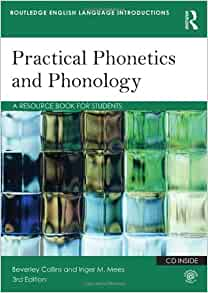 ROUTLEDGE ENGLISH LANGUAGE INTRODUCTIONS
R
Practical Phonetics
and Phonology
A RESOURCE BOOK FOR STUDENTS
CD INSIDE
Beverley Collins and Inger M. Mees
3rd Edition